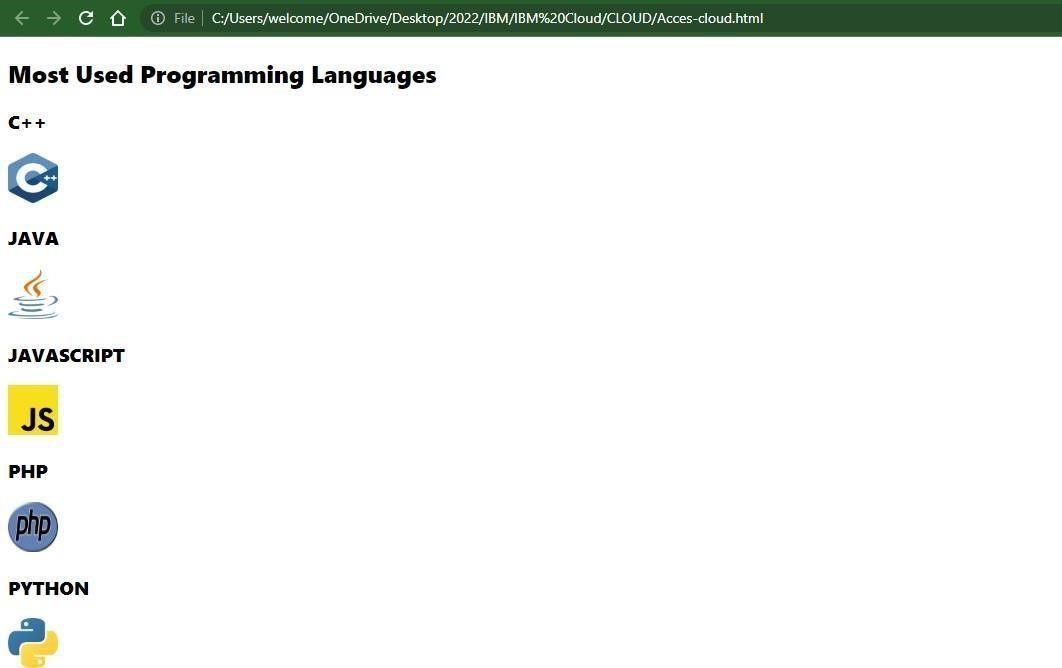 File C:/Users/welcome/OneDrive/Desktop/2022/IBM/IBM%20Cloud/CLOUD/Acces-cloud.html
Most Used Programming Languages
C++
C++
JAVA
JAVASCRIPT
JS
PHP
php
PYTHON